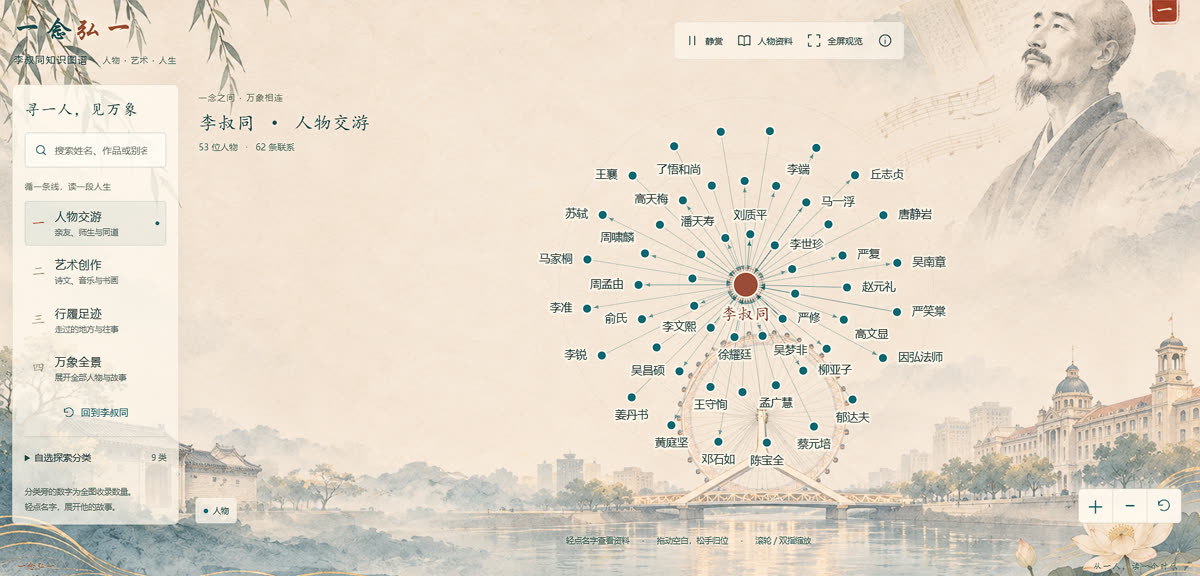 一念弘一
李叔同知识图谱 人物 · 艺术 · 人生
寻一人，见万象
搜索姓名、作品或别名
循一条线，读一段人生
一 人物交游
亲友、师生与同道
二 艺术创作
诗文、音乐与书画
三 行履足迹
走过的地方与往事
四 万象全景
展开全部人物与故事
回到李叔同
自选探索分类 9 类
分类旁的数字为全图收录数量。
轻点名字，展开他的故事。
一念之间 · 万象相连
李叔同 · 人物交游
53 位人物 · 62 条联系
静赏 人物资料 全屏观览
一
了悟和尚
李端
王襄
丘志贞
高天梅
马一浮
苏轼
潘天寿
刘质平
唐静岩
周啸麟
李世珍
马家桐
严复
吴南章
周孟由
赵元礼
李准
俞氏
李叔同
严修
严笑棠
李文熙
高文显
李锐
徐耀廷
吴梦非
因弘法师
吴昌硕
柳亚子
王守恂
孟广慧
姜丹书
郁达夫
黄庭坚
蔡元培
邓石如
陈宝全
人物
轻点名字查看资料 · 拖动空白，松手归位 · 滚轮 / 双指缩放